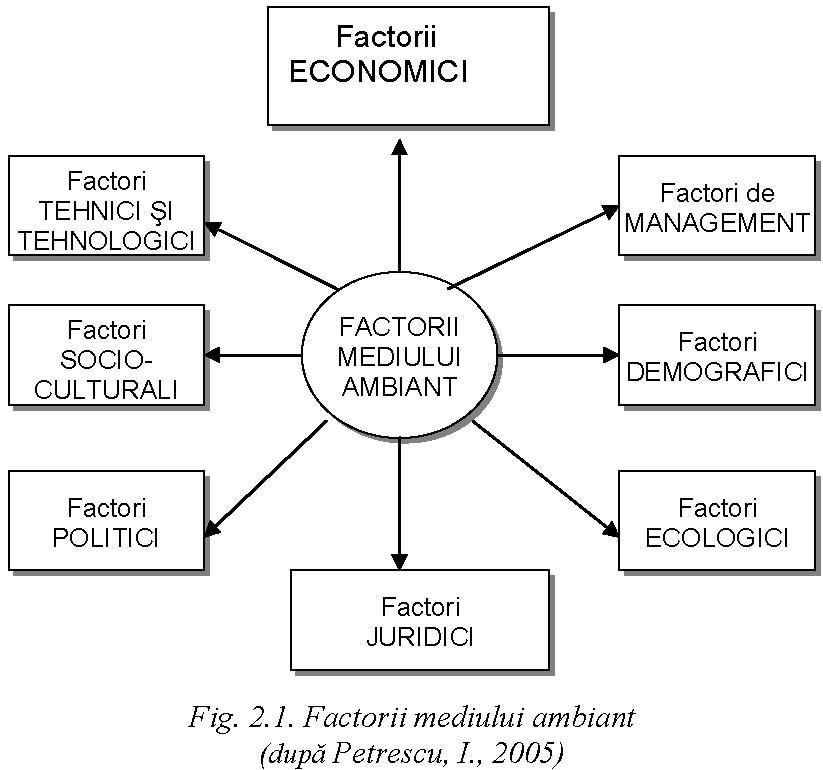 Factorii
ECONOMICI
Factori
TEHNICI ŞI
TEHNOLOGICI
Factori de
MANAGEMENT
Factori
SOCIO-
CULTURALI
FACTORII
MEDIULUI
AMBIANT
Factori
DEMOGRAFICI
Factori
POLITICI
Factori
ECOLOGICI
Factori
JURIDICI
Fig. 2.1. Factorii mediului ambiant
(după Petrescu, I., 2005)